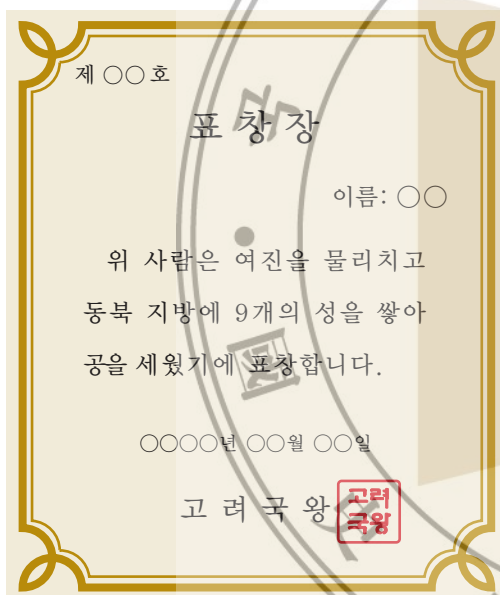 제 ○○호
표 창 장
이름: ○○
위 사람은 여진을 물리치고
동북 지방에 9개의 성을 쌓아
공을 세웠기에 표창합니다.
○○○○년 ○○월 ○○일
고 려 국 왕
고려
국왕